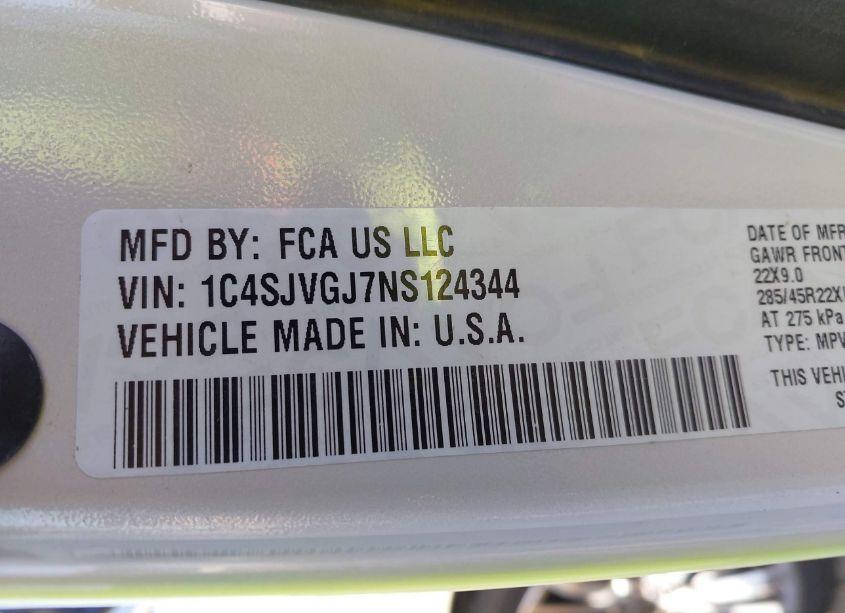 MFD BY: FCA US LLC
VIN: 1C4SJVGJ7NS124344
VEHICLE MADE IN: U.S.A.
DATE OF MFR
GAWR FRONT
22X9.0
285/45R22X
AT 275 kPa
TYPE: MPV
THIS VEHI